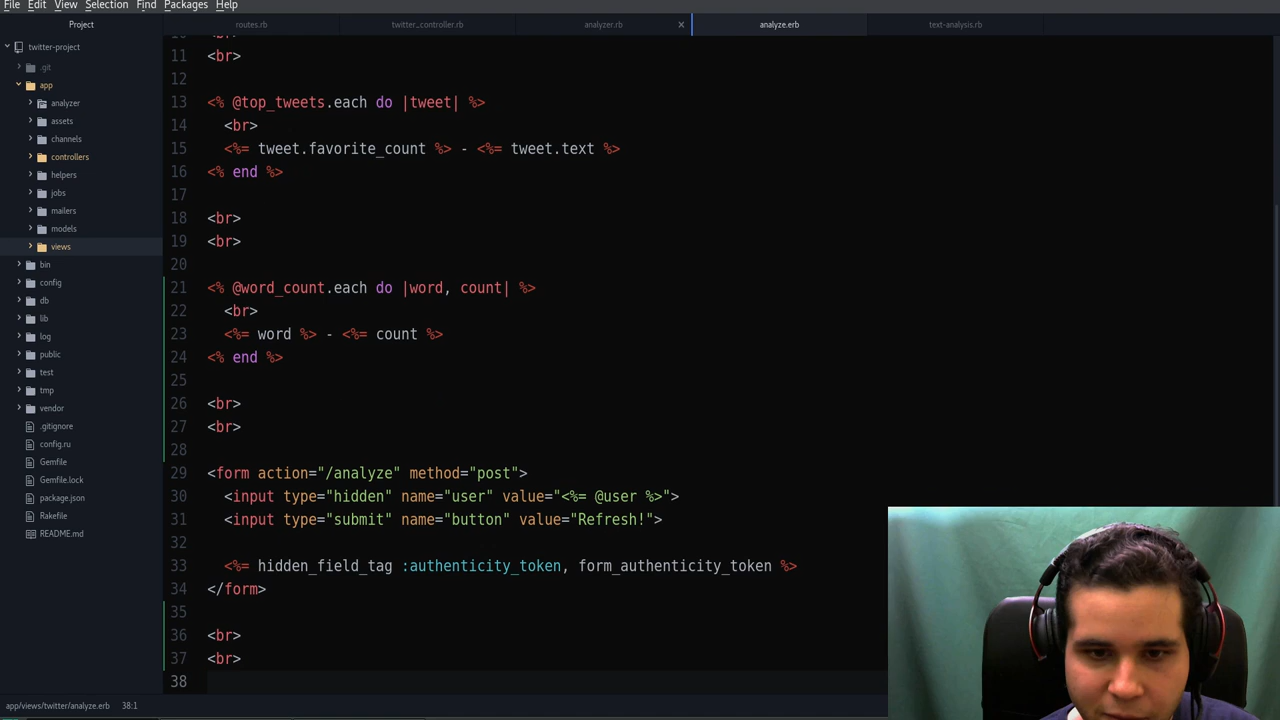 File Edit View Selection Find Packages Help
Project
routes.rb twitter_controller.rb analyzer.rb × analyze.erb text-analysis.rb
twitter-project
.git
app
analyzer
assets
channels
controllers
helpers
jobs
mailers
models
views
bin
config
db
lib
log
public
test
tmp
vendor
.gitignore
config.ru
Gemfile
Gemfile.lock
package.json
Rakefile
README.md
11 <br>
12
13 <% @top_tweets.each do |tweet| %>
14 <br>
15 <%= tweet.favorite_count %> - <%= tweet.text %>
16 <% end %>
17
18 <br>
19 <br>
20
21 <% @word_count.each do |word, count| %>
22 <br>
23 <%= word %> - <%= count %>
24 <% end %>
25
26 <br>
27 <br>
28
29 <form action="/analyze" method="post">
30 <input type="hidden" name="user" value="<%= @user %>">
31 <input type="submit" name="button" value="Refresh!">
32
33 <%= hidden_field_tag :authenticity_token, form_authenticity_token %>
34 </form>
35
36 <br>
37 <br>
38
app/views/twitter/analyze.erb 38:1